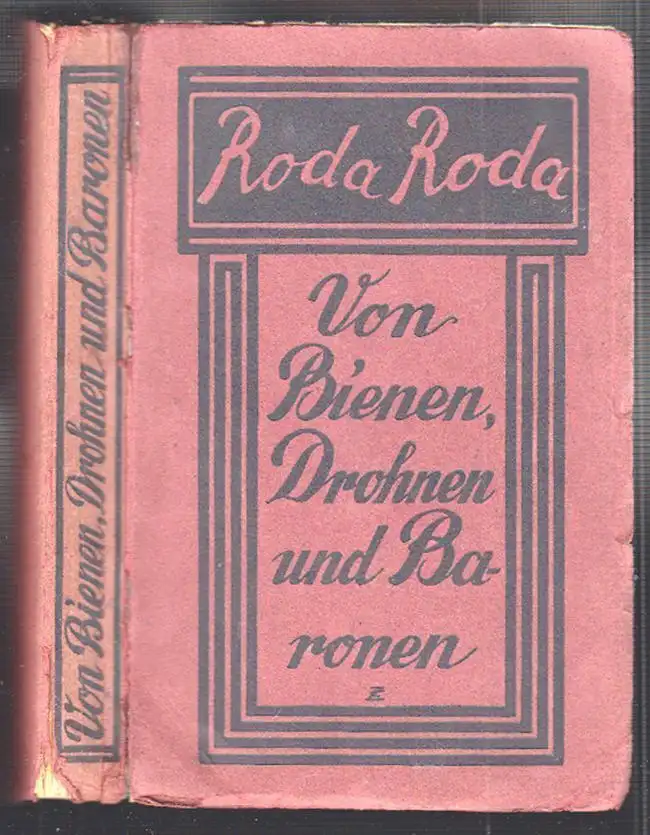 Von Bienen, Drohnen und Baronen
Roda Roda
Von
Bienen,
Drohnen
und Ba-
ronen